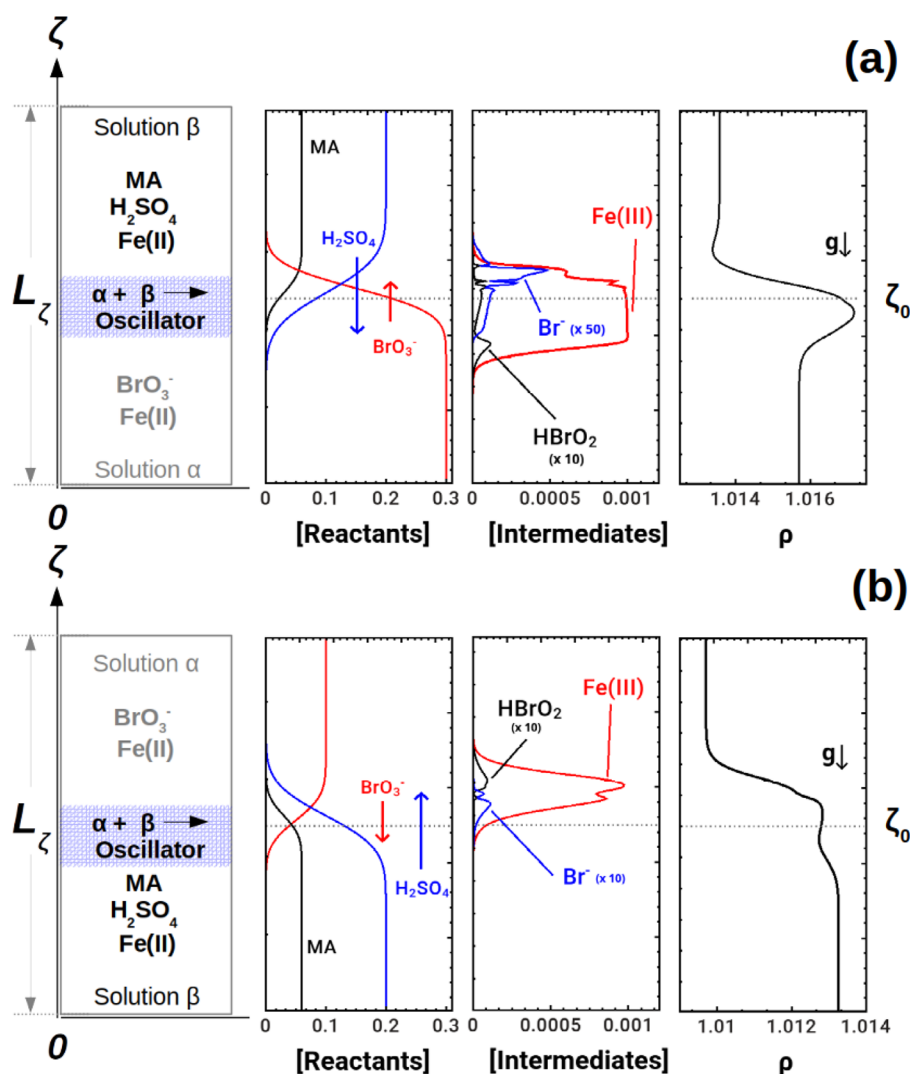 ζ
(a)
Solution β
MA
H2SO4
Fe(II)
α + β
Oscillator
BrO3-
Fe(II)
Solution α
Lζ
0
MA
H2SO4
BrO3-
0 0.1 0.2 0.3
[Reactants]
Fe(III)
Br- (x 50)
HBrO2
(x 10)
0 0.0005 0.001
[Intermediates]
g↓
ζ0
1.014 1.016
ρ
ζ
(b)
Solution α
BrO3-
Fe(II)
α + β
Oscillator
MA
H2SO4
Fe(II)
Solution β
Lζ
0
BrO3-
H2SO4
MA
0 0.1 0.2 0.3
[Reactants]
HBrO2
(x 10)
Fe(III)
Br- (x 10)
0 0.0005 0.001
[Intermediates]
g↓
ζ0
1.01 1.012 1.014
ρ